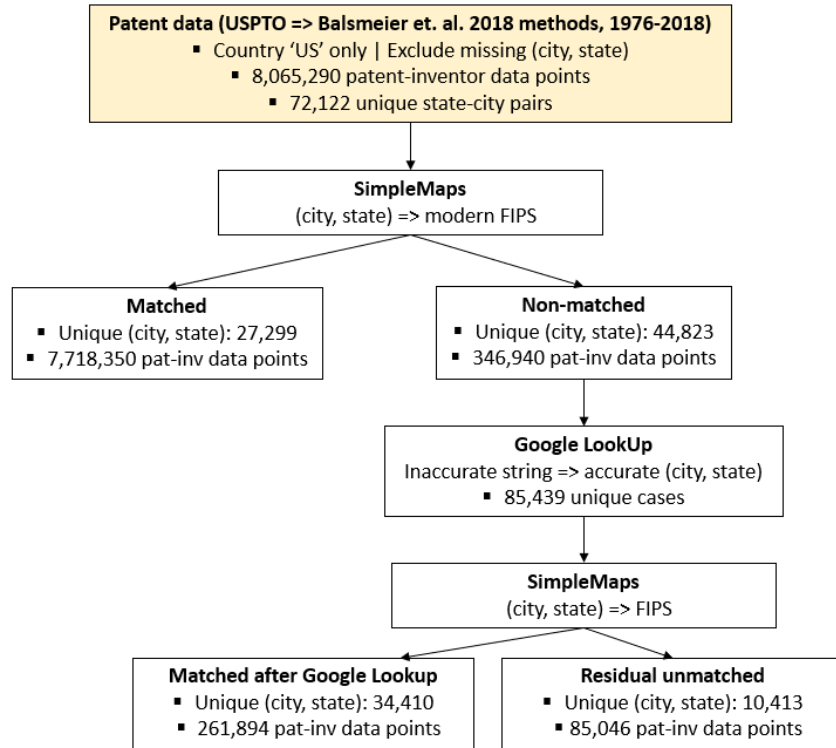 Patent data (USPTO => Balsmeier et. al. 2018 methods, 1976-2018)
▪ Country ‘US’ only | Exclude missing (city, state)
▪ 8,065,290 patent-inventor data points
▪ 72,122 unique state-city pairs
SimpleMaps
(city, state) => modern FIPS
Matched
▪ Unique (city, state): 27,299
▪ 7,718,350 pat-inv data points
Non-matched
▪ Unique (city, state): 44,823
▪ 346,940 pat-inv data points
Google LookUp
Inaccurate string => accurate (city, state)
▪ 85,439 unique cases
SimpleMaps
(city, state) => FIPS
Matched after Google Lookup
▪ Unique (city, state): 34,410
▪ 261,894 pat-inv data points
Residual unmatched
▪ Unique (city, state): 10,413
▪ 85,046 pat-inv data points